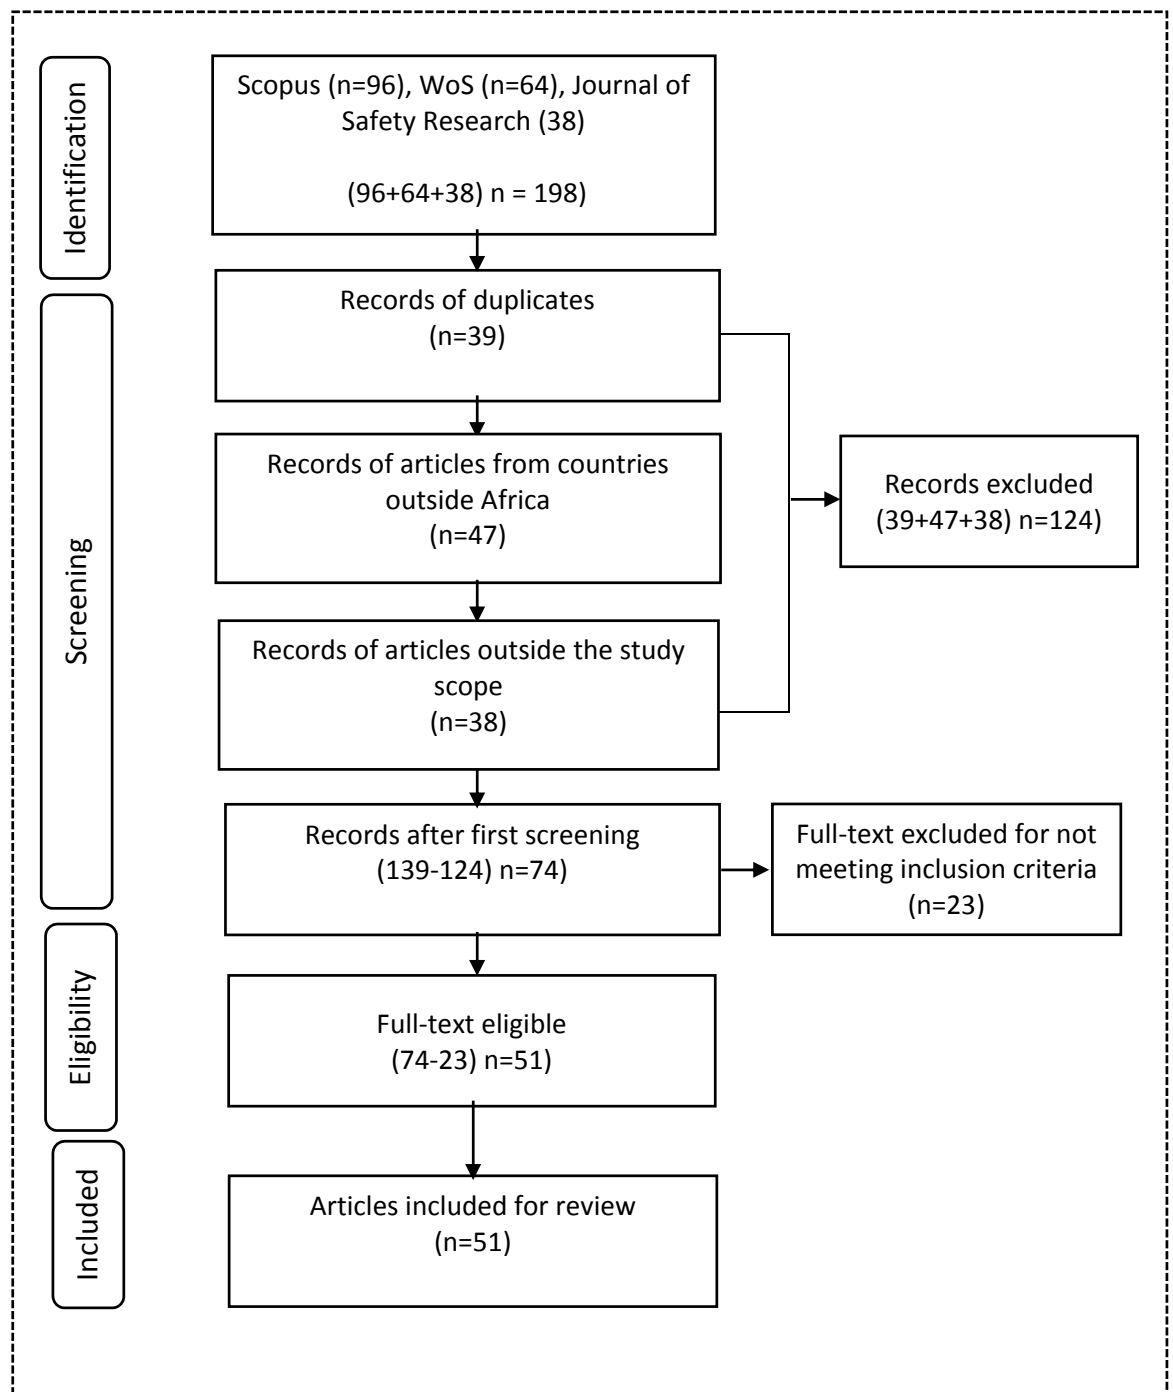 Identification
Scopus (n=96), WoS (n=64), Journal of
Safety Research (38)
(96+64+38) n = 198)
Screening
Records of duplicates
(n=39)
Records of articles from countries
outside Africa
(n=47)
Records excluded
(39+47+38) n=124)
Records of articles outside the study
scope
(n=38)
Records after first screening
(139-124) n=74)
Full-text excluded for not
meeting inclusion criteria
(n=23)
Eligibility
Full-text eligible
(74-23) n=51)
Included
Articles included for review
(n=51)